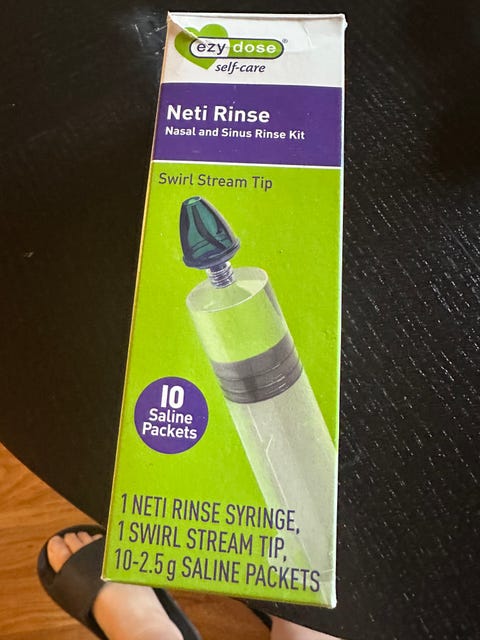 ezy dose®
self-care
Neti Rinse
Nasal and Sinus Rinse Kit
Swirl Stream Tip
10
Saline
Packets
1 NETI RINSE SYRINGE,
1 SWIRL STREAM TIP,
10-2.5 g SALINE PACKETS